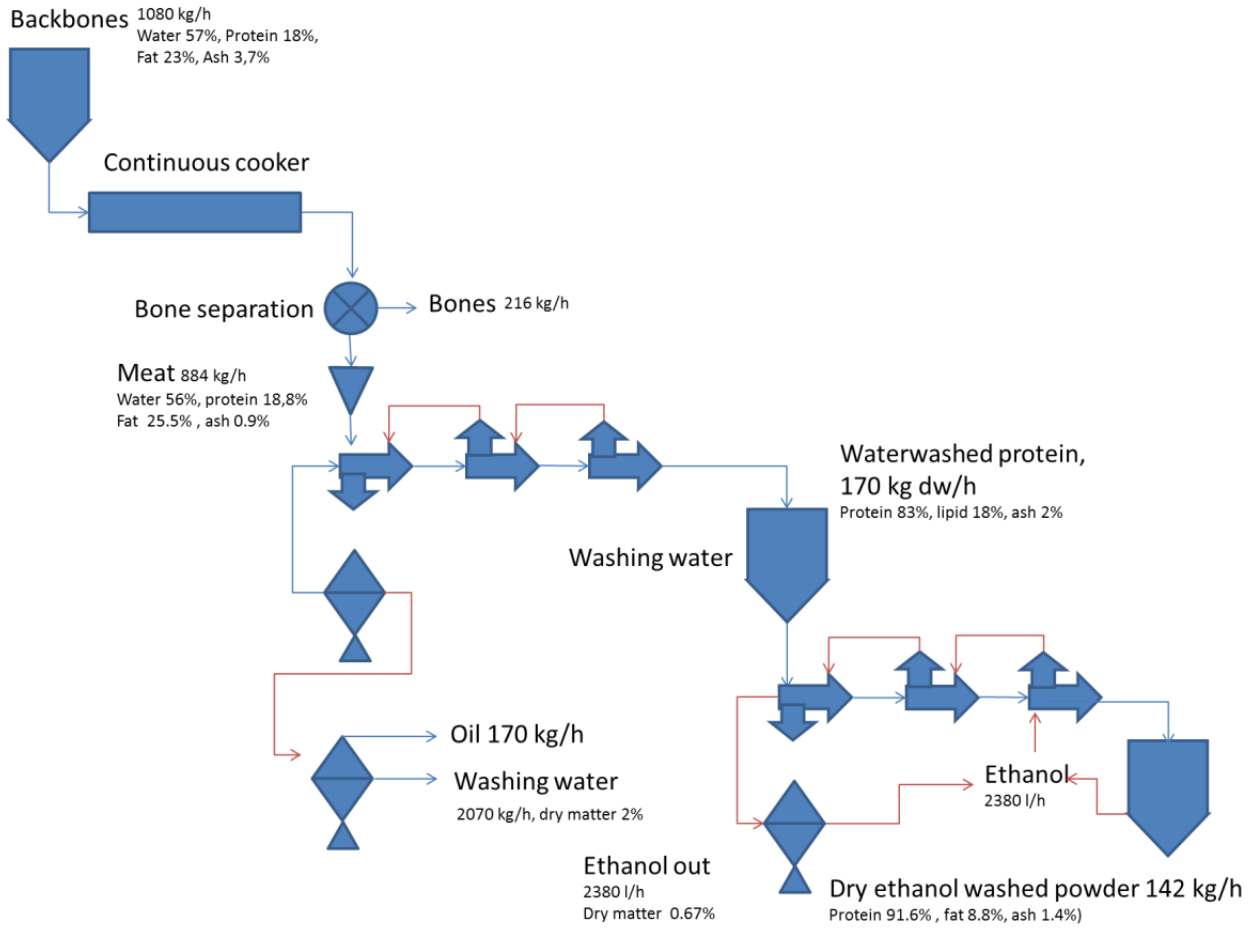 Backbones 1080 kg/h
Water 57%, Protein 18%,
Fat 23%, Ash 3,7%
Continuous cooker
Bone separation
Bones 216 kg/h
Meat 884 kg/h
Water 56%, protein 18,8%
Fat 25.5% , ash 0.9%
Waterwashed protein,
170 kg dw/h
Protein 83%, lipid 18%, ash 2%
Washing water
Oil 170 kg/h
Washing water
2070 kg/h, dry matter 2%
Ethanol
2380 l/h
Ethanol out
2380 l/h
Dry matter 0.67%
Dry ethanol washed powder 142 kg/h
Protein 91.6% , fat 8.8%, ash 1.4%)